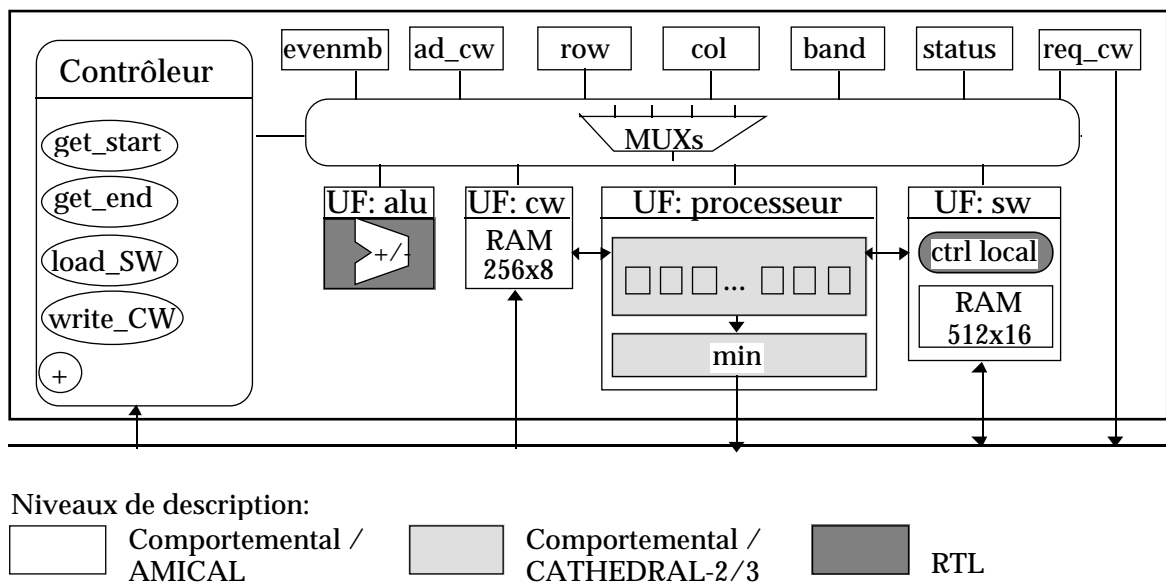 evenmb ad_cw row col band status req_cw
Contrôleur
get_start
get_end
load_SW
write_CW
+
MUXs
UF: alu UF: cw UF: processeur UF: sw
+/-
RAM
256x8
...
min
ctrl local
RAM
512x16
Niveaux de description:
Comportemental /
AMICAL
Comportemental /
CATHEDRAL-2/3
RTL